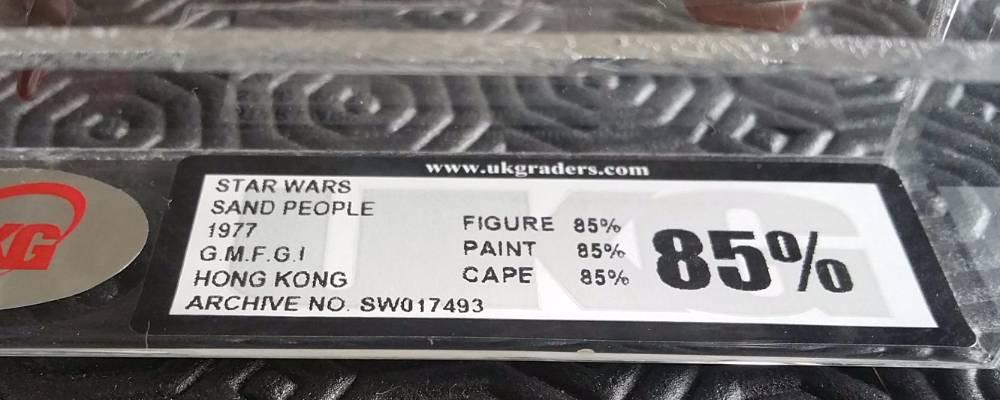 www.ukgraders.com
STAR WARS
SAND PEOPLE
1977
G.M.F.G.I
HONG KONG
ARCHIVE NO. SW017493
FIGURE 85%
PAINT 85%
CAPE 85%
85%
KG